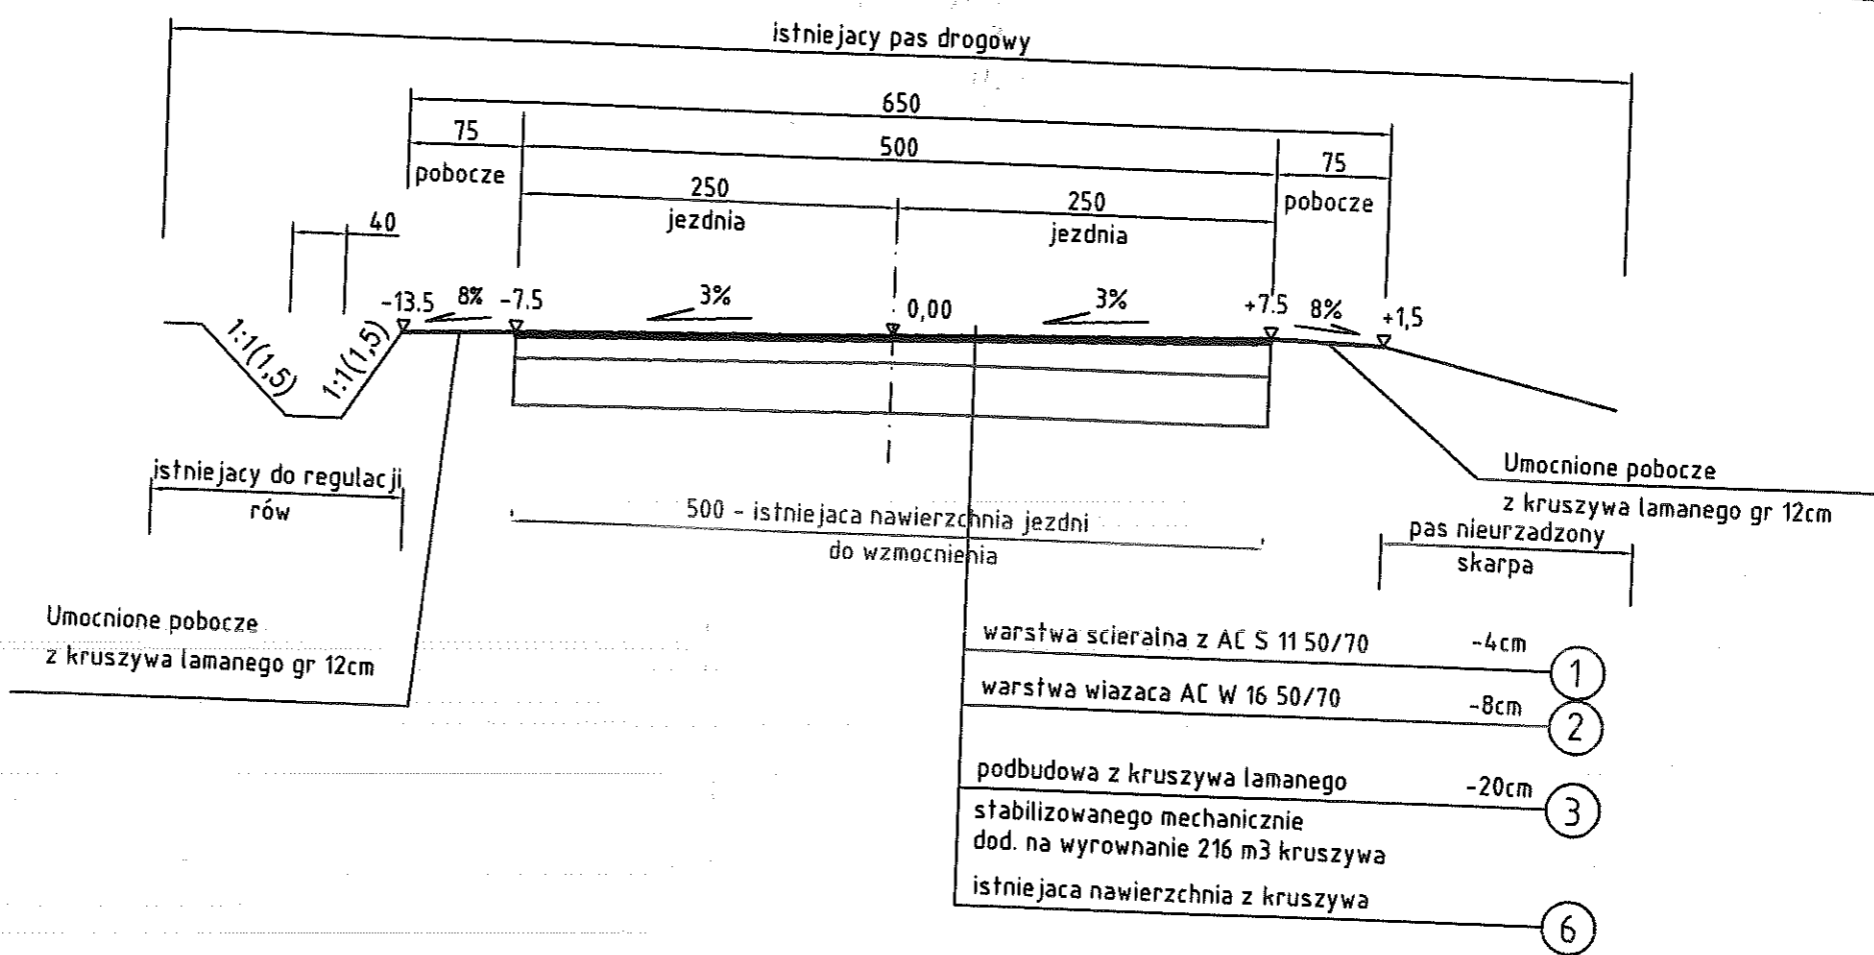 istniejacy pas drogowy
650
75
500
75
pobocze
250
250
pobocze
jezdnia
jezdnia
40
-13.5
8%
-7.5
3%
0,00
3%
+7.5
8%
+1,5
1:1(1,5)
1:1(1,5)
istniejacy do regulacji
rów
500 - istniejaca nawierzchnia jezdni
do wzmocnienia
Umocnione pobocze
z kruszywa lamanego gr 12cm
pas nieurzadzony
skarpa
Umocnione pobocze
z kruszywa lamanego gr 12cm
warstwa scieralna z AC S 11 50/70 -4cm
1
warstwa wiazaca AC W 16 50/70 -8cm
2
podbudowa z kruszywa lamanego -20cm
3
stabilizowanego mechanicznie
dod. na wyrownanie 216 m3 kruszywa
istniejaca nawierzchnia z kruszywa
6